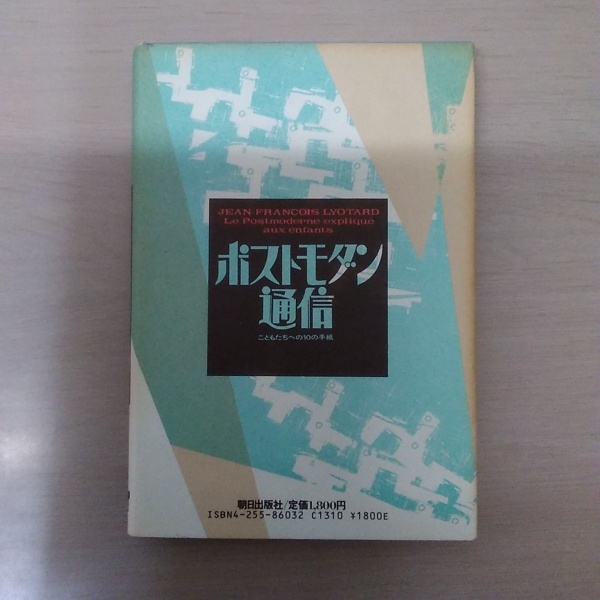 JEAN-FRANÇOIS LYOTARD
Le Postmoderne expliqué
aux enfants
ポストモダン
通信
こどもたちへの10の手紙
朝日出版社/定価1,800円
ISBN4-255-86032 C1310 ¥1800E